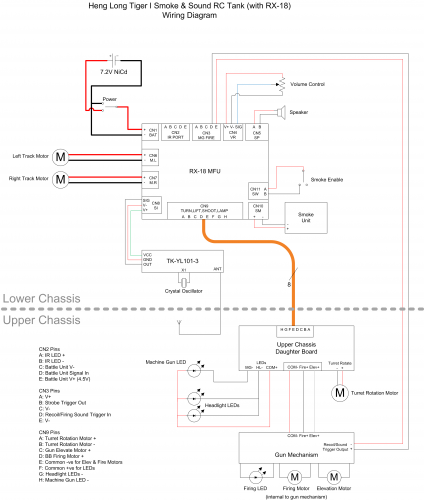 Heng Long Tiger I Smoke & Sound RC Tank (with RX-18)
Wiring Diagram
7.2V NiCd
Power
Volume Control
Speaker
A B C D E
A B C D E
V+ V- SIG
A B
CN1
BAT
CN2
IR PORT
CN3
MG FIRE
CN4
VR
CN5
SP
Left Track Motor
M
CN6
M.L
RX-18 MFU
Right Track Motor
M
CN7
M.R
Smoke Enable
CN11
SW
A
B
SIG
V-
V+
CN8
SI
CN9
TURN,LIFT,SHOOT,LAMP
A B C D E F G H
CN10
SM
Smoke
Unit
VCC
GND
OUT
TK-YL101-3
ANT
X1
Crystal Oscillator
8
Lower Chassis
Upper Chassis
H G F E D C B A
Upper Chassis
Daughter Board
CN2 Pins
A: IR LED +
B: IR LED -
C: Battle Unit V-
D: Battle Unit Signal In
E: Battle Unit V+ (4.5V)
Machine Gun LED
LEDs
MG- HL- COM+
Turret Rotate
- +
COM- Fire+ Elev+
M
Turret Rotation Motor
Headlight LEDs
CN3 Pins
A: V+
B: Strobe Trigger Out
C: V-
D: Recoil/Firing Sound Trigger In
E: V-
CN9 Pins
A: Turret Rotation Motor +
B: Turret Rotation Motor -
C: Gun Elevator Motor +
D: BB Firing Motor +
E: Common -ve for Elev & Fire Motors
F: Common +ve for LEDs
G: Headlight LEDs -
H: Machine Gun LED -
COM- Fire+ Elev+
Recoil/Sound
Trigger Output
Gun Mechanism
M
M
Firing LED
Firing Motor
Elevation Motor
(internal to gun mechanism)